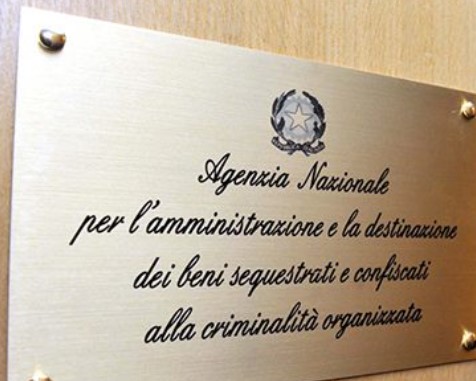 Agenzia Nazionale
per l'amministrazione e la destinazione
dei beni sequestrati e confiscati
alla criminalità organizzata